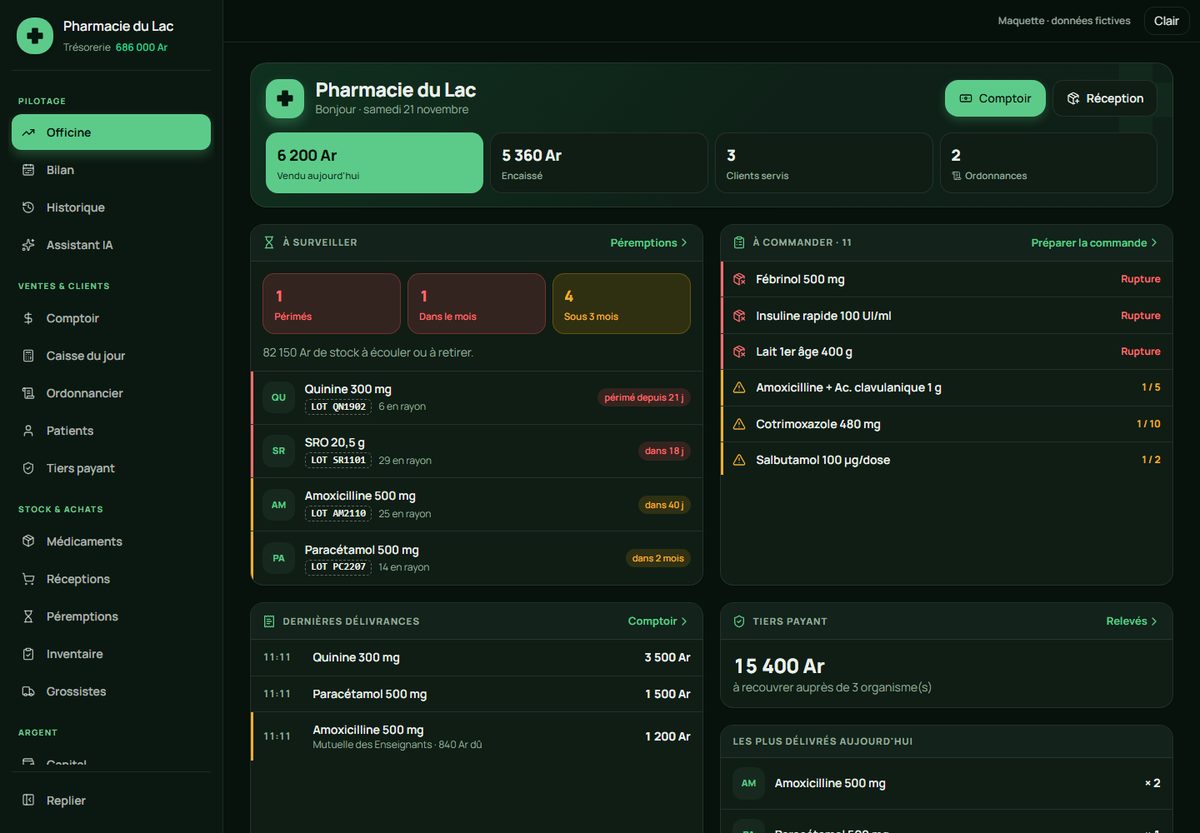 Pharmacie du Lac
Trésorerie 686 000 Ar
PILOTAGE
Officine
Bilan
Historique
Assistant IA
VENTES & CLIENTS
Comptoir
Caisse du jour
Ordonnancier
Patients
Tiers payant
STOCK & ACHATS
Médicaments
Réceptions
Péremptions
Inventaire
Grossistes
ARGENT
Capital
Replier
Maquette · données fictives
Clair
Pharmacie du Lac
Bonjour · samedi 21 novembre
Comptoir
Réception
6 200 Ar
Vendu aujourd'hui
5 360 Ar
Encaissé
3
Clients servis
2
Ordonnances
À SURVEILLER
Péremptions
1
Périmés
1
Dans le mois
4
Sous 3 mois
82 150 Ar de stock à écouler ou à retirer.
QU
Quinine 300 mg
LOT QN1902 6 en rayon
périmé depuis 21 j
SR
SRO 20,5 g
LOT SR1101 29 en rayon
dans 18 j
AM
Amoxicilline 500 mg
LOT AM2110 25 en rayon
dans 40 j
PA
Paracétamol 500 mg
LOT PC2207 14 en rayon
dans 2 mois
À COMMANDER · 11
Préparer la commande
Fébrinol 500 mg Rupture
Insuline rapide 100 UI/ml Rupture
Lait 1er âge 400 g Rupture
Amoxicilline + Ac. clavulanique 1 g 1 / 5
Cotrimoxazole 480 mg 1 / 10
Salbutamol 100 µg/dose 1 / 2
DERNIÈRES DÉLIVRANCES
Comptoir
11:11 Quinine 300 mg 3 500 Ar
11:11 Paracétamol 500 mg 1 500 Ar
11:11 Amoxicilline 500 mg 1 200 Ar
Mutuelle des Enseignants · 840 Ar dû
TIERS PAYANT
Relevés
15 400 Ar
à recouvrer auprès de 3 organisme(s)
LES PLUS DÉLIVRÉS AUJOURD'HUI
AM Amoxicilline 500 mg × 2
PA Paracétamol 500 mg × 1